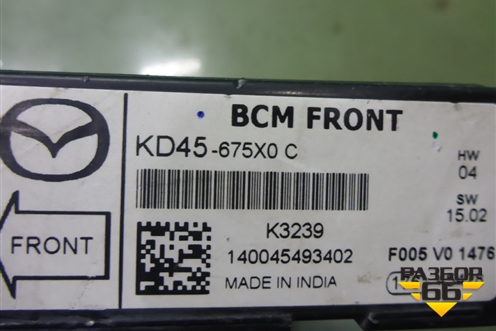 BCM FRONT
KD45-675X0 C
HW
04
SW
15.02
FRONT
K3239
140045493402
F005 V0 1476
MADE IN INDIA
РАЗБОР
66